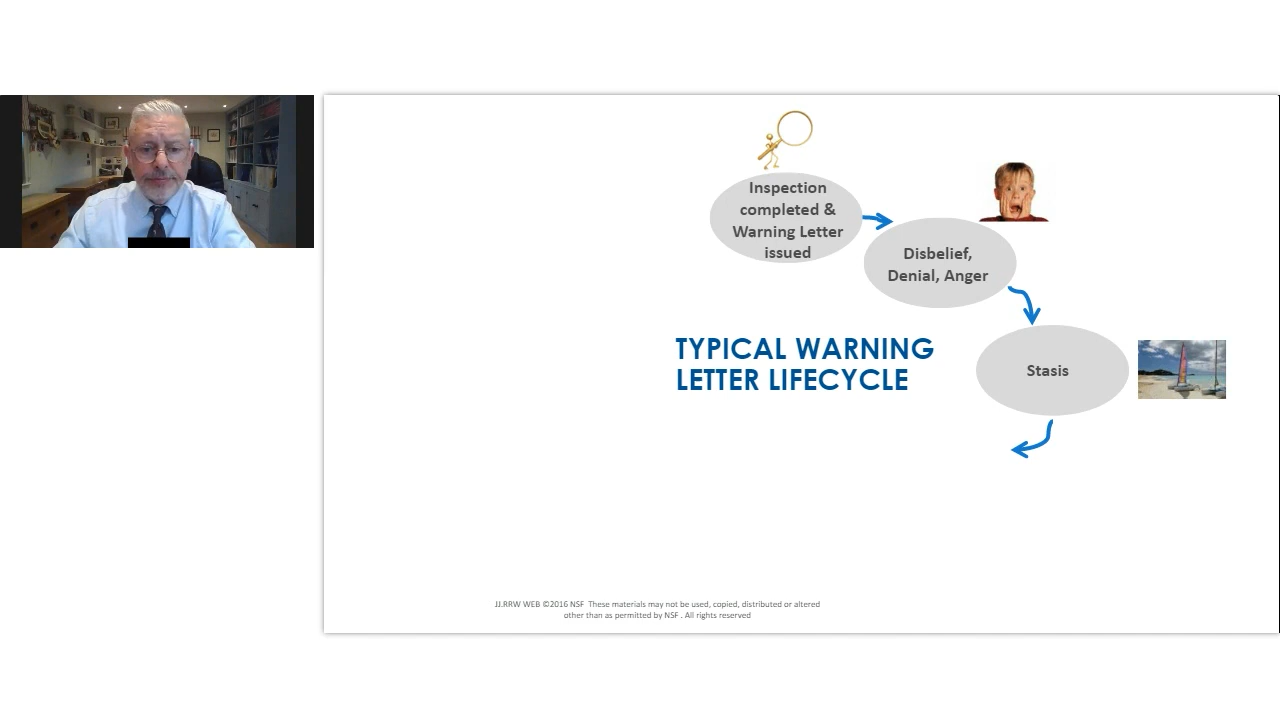 Inspection
completed &
Warning Letter
issued
Disbelief,
Denial, Anger
TYPICAL WARNING
LETTER LIFECYCLE
Stasis
JJ.RRW WEB ©2016 NSF  These materials may not be used, copied, distributed or altered
other than as permitted by NSF . All rights reserved